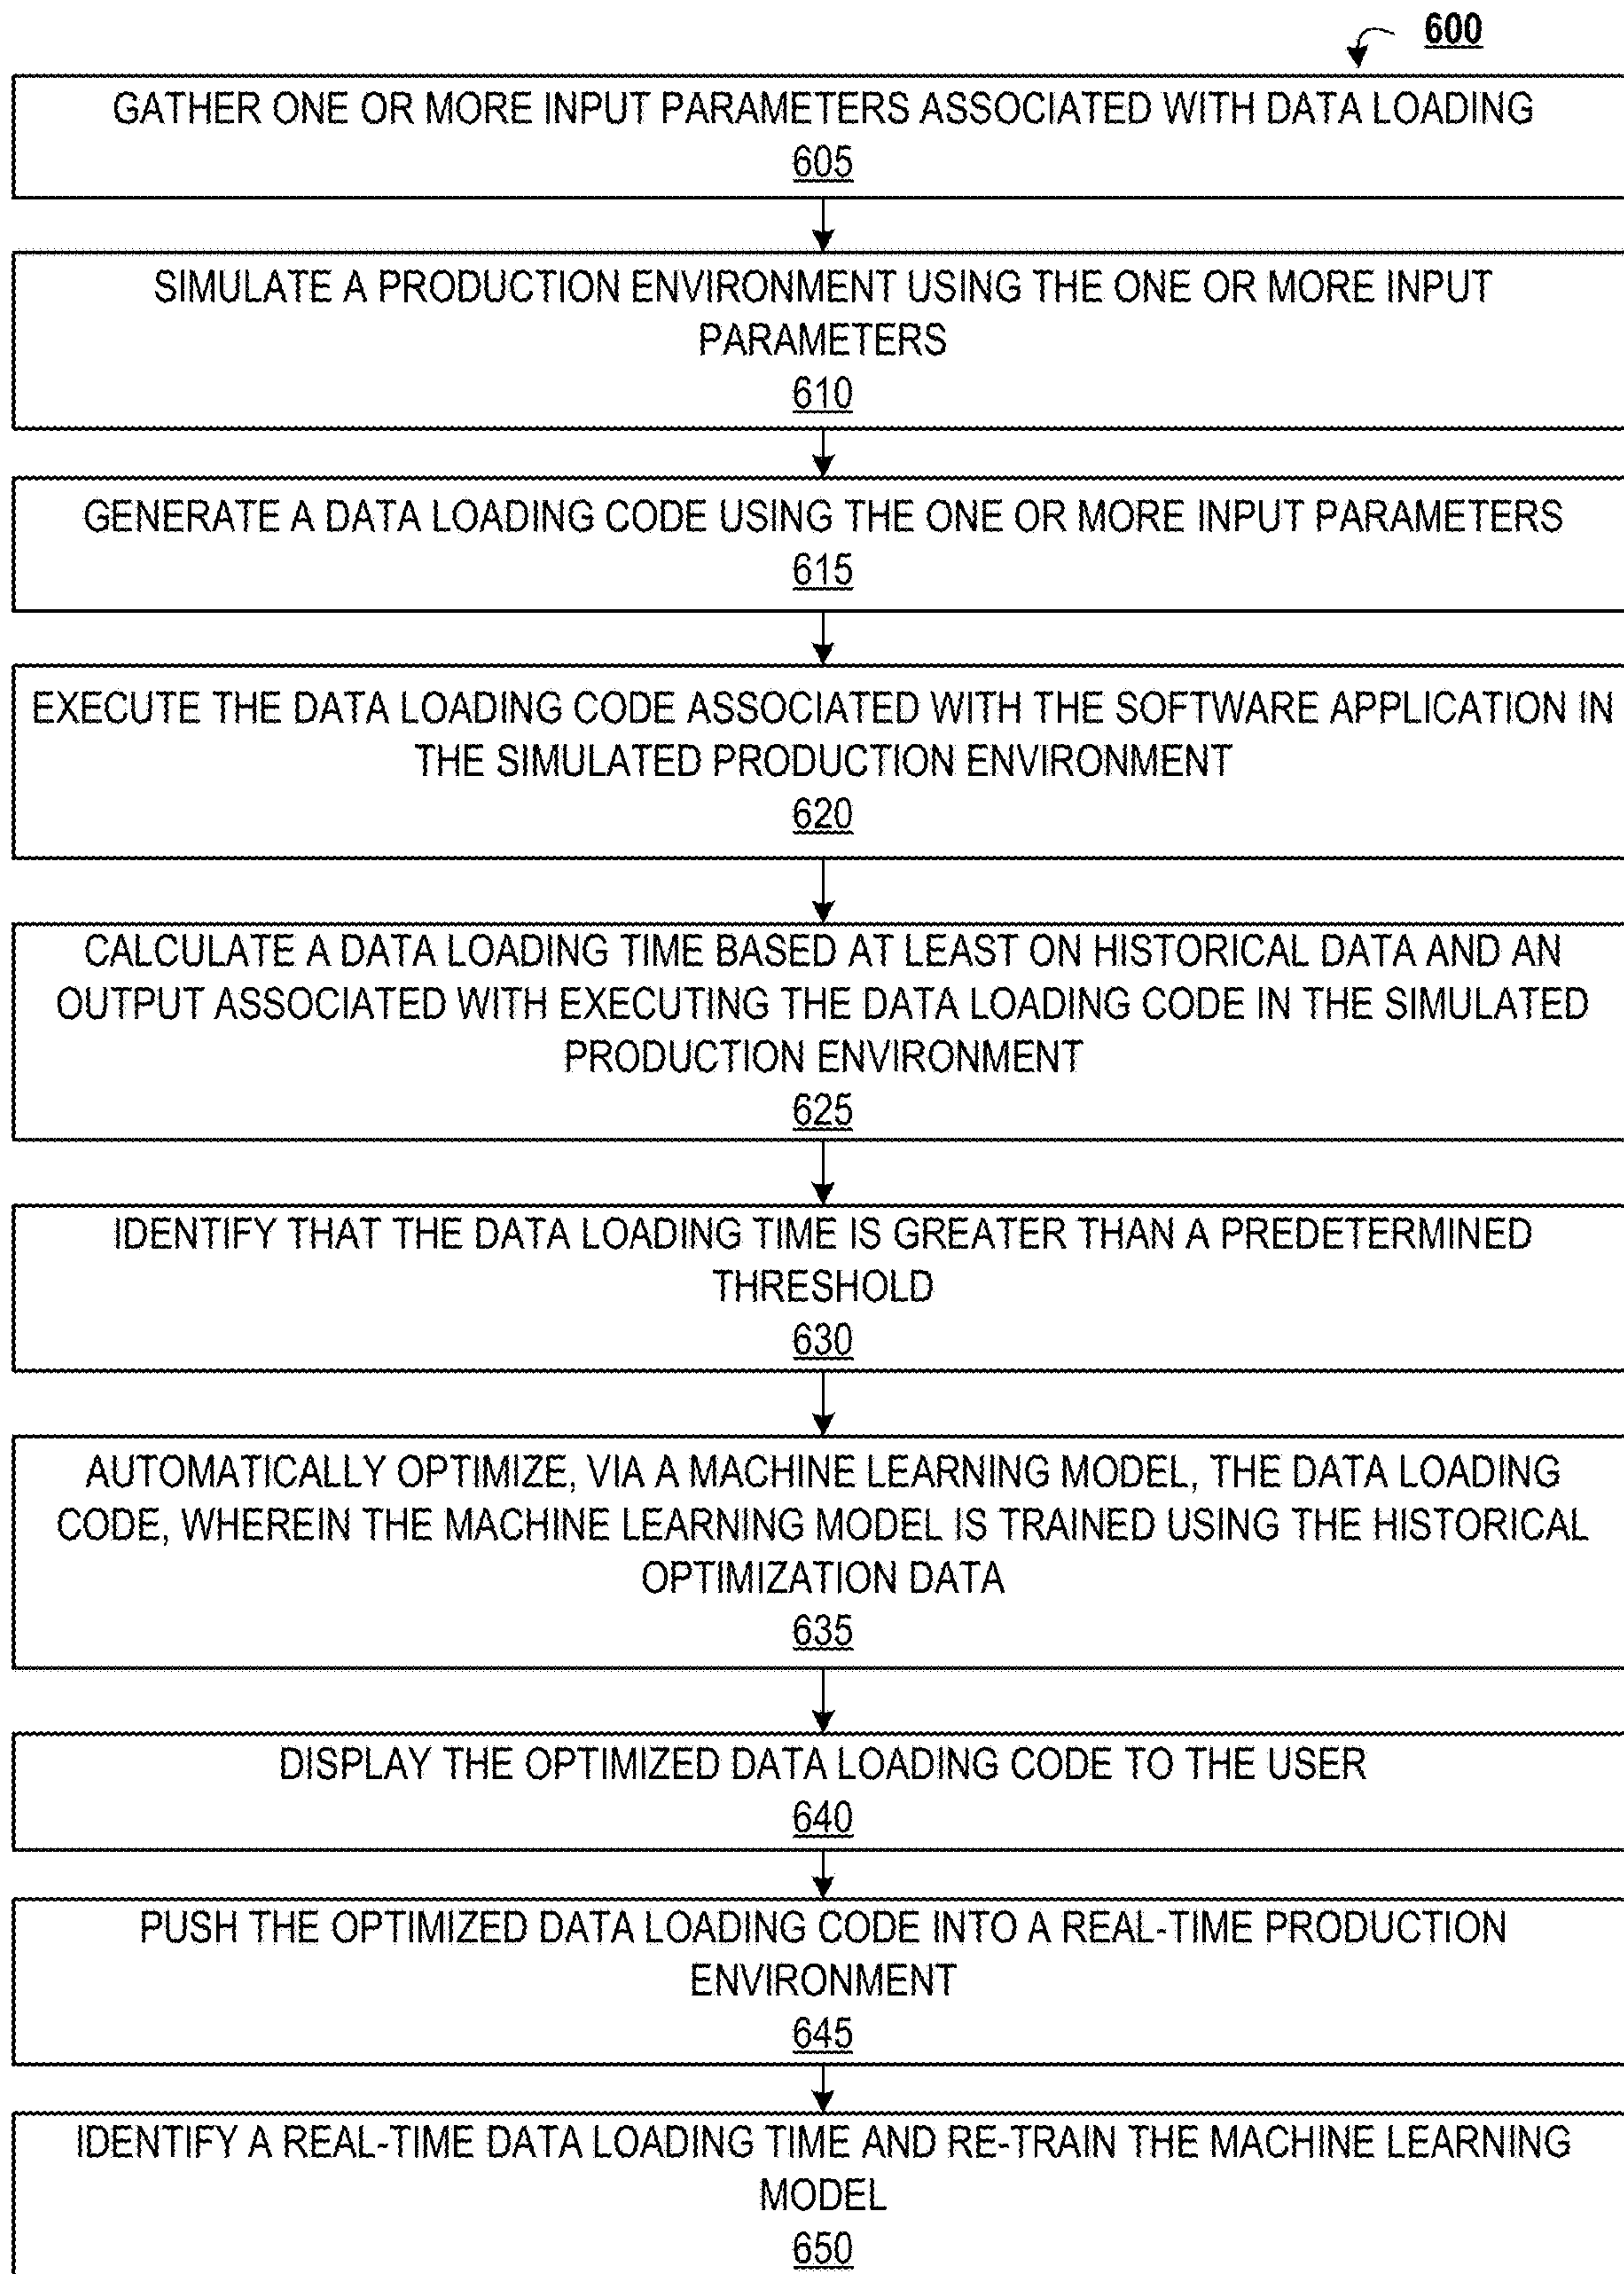 600
GATHER ONE OR MORE INPUT PARAMETERS ASSOCIATED WITH DATA LOADING
605
SIMULATE A PRODUCTION ENVIRONMENT USING THE ONE OR MORE INPUT
PARAMETERS
610
GENERATE A DATA LOADING CODE USING THE ONE OR MORE INPUT PARAMETERS
615
EXECUTE THE DATA LOADING CODE ASSOCIATED WITH THE SOFTWARE APPLICATION IN
THE SIMULATED PRODUCTION ENVIRONMENT
620
CALCULATE A DATA LOADING TIME BASED AT LEAST ON HISTORICAL DATA AND AN
OUTPUT ASSOCIATED WITH EXECUTING THE DATA LOADING CODE IN THE SIMULATED
PRODUCTION ENVIRONMENT
625
IDENTIFY THAT THE DATA LOADING TIME IS GREATER THAN A PREDETERMINED
THRESHOLD
630
AUTOMATICALLY OPTIMIZE, VIA A MACHINE LEARNING MODEL, THE DATA LOADING
CODE, WHEREIN THE MACHINE LEARNING MODEL IS TRAINED USING THE HISTORICAL
OPTIMIZATION DATA
635
DISPLAY THE OPTIMIZED DATA LOADING CODE TO THE USER
640
PUSH THE OPTIMIZED DATA LOADING CODE INTO A REAL-TIME PRODUCTION
ENVIRONMENT
645
IDENTIFY A REAL-TIME DATA LOADING TIME AND RE-TRAIN THE MACHINE LEARNING
MODEL
650